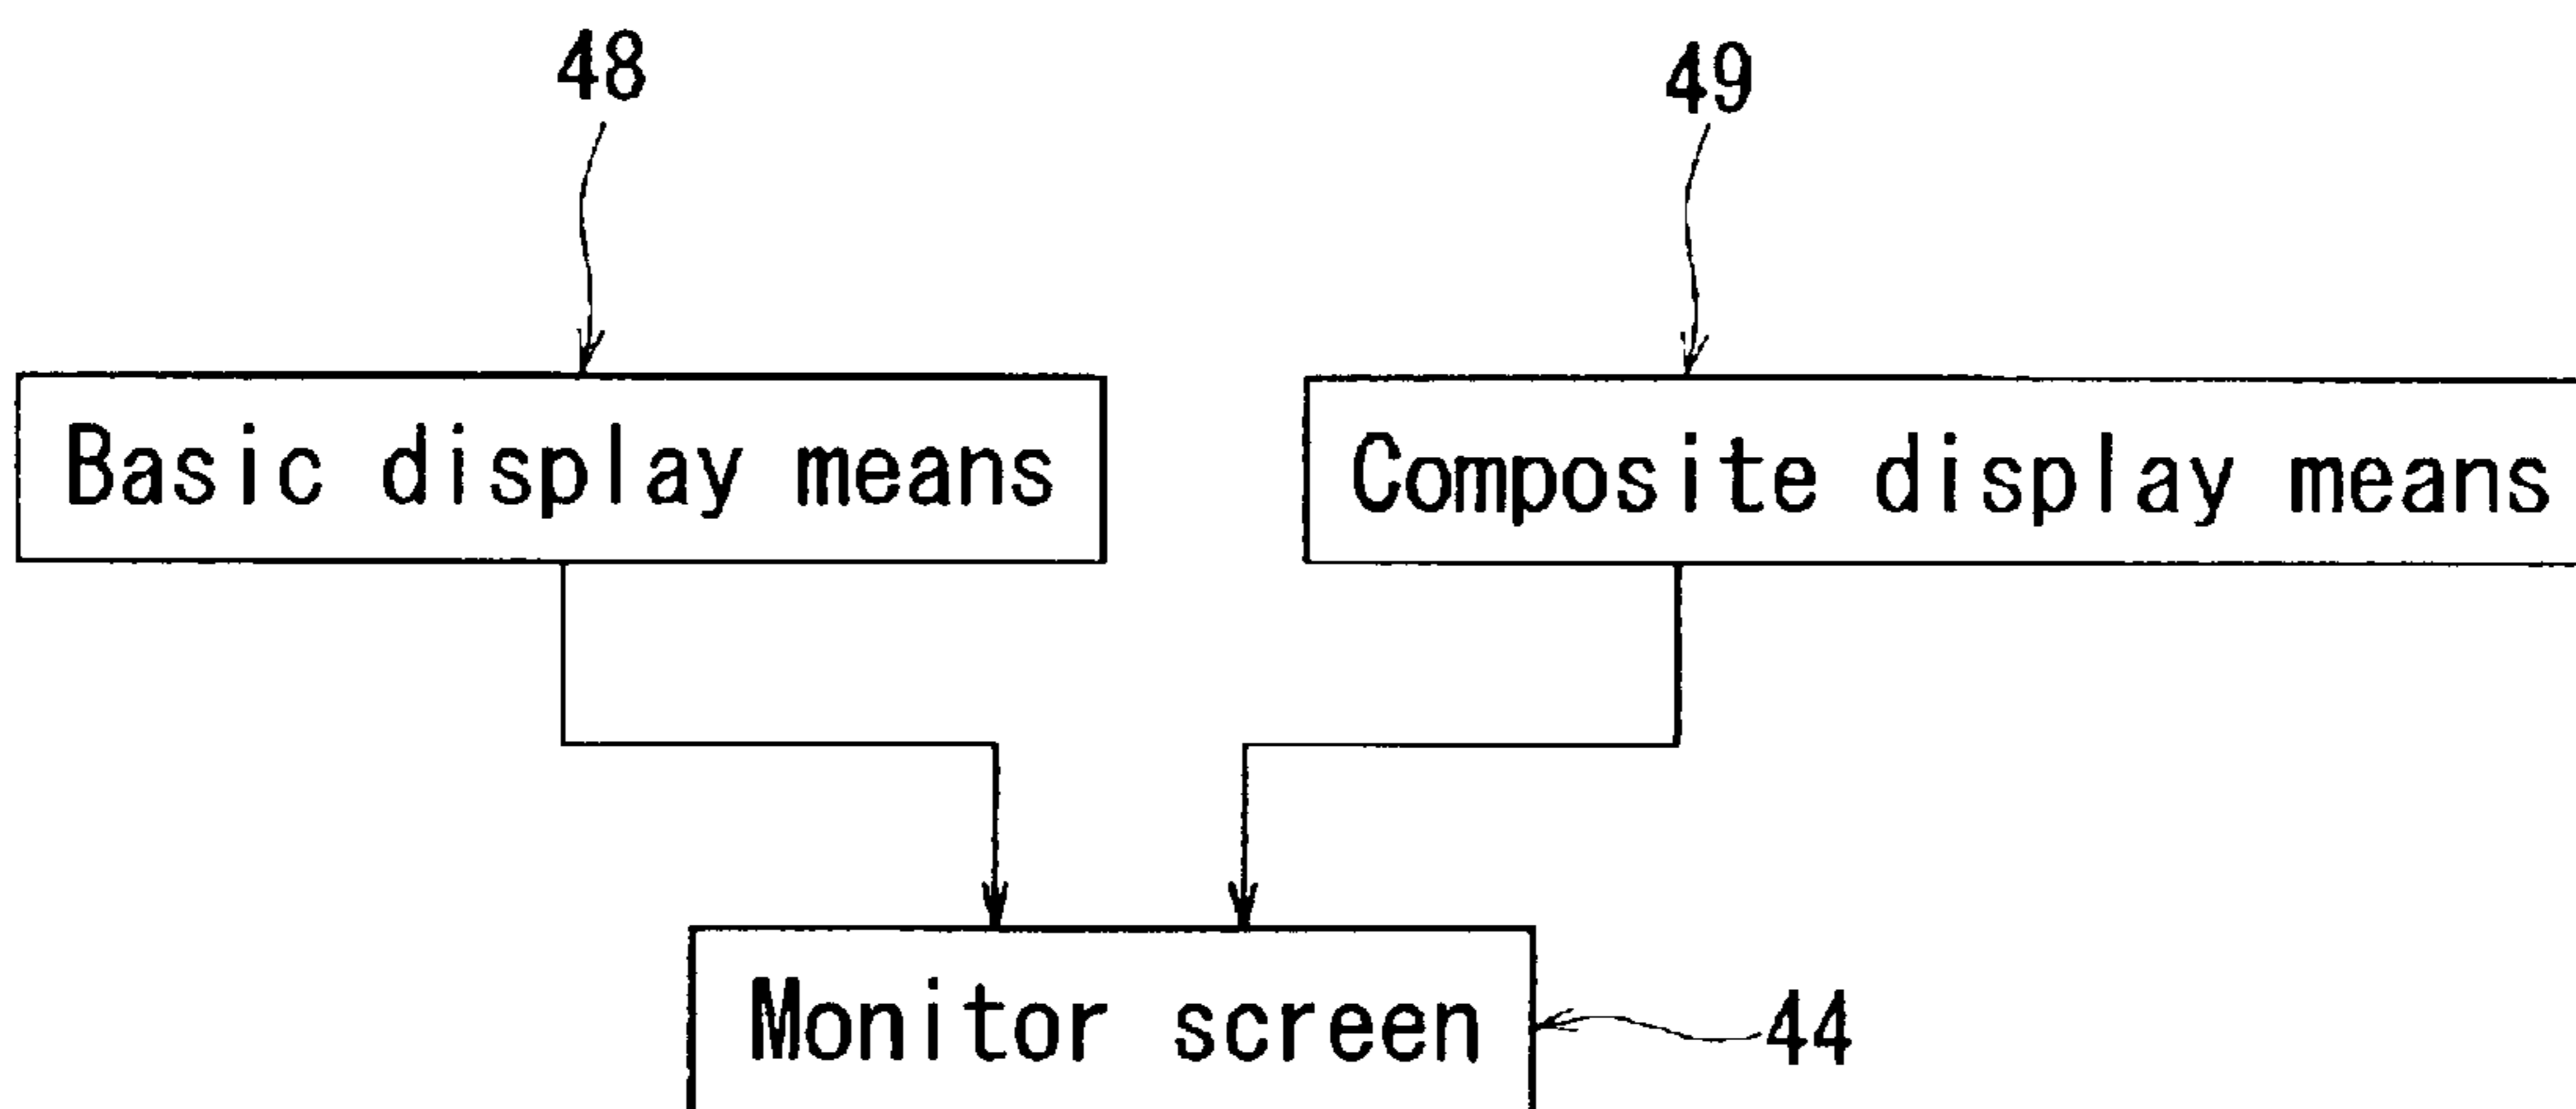 48
49
Basic display means
Composite display means
Monitor screen
44